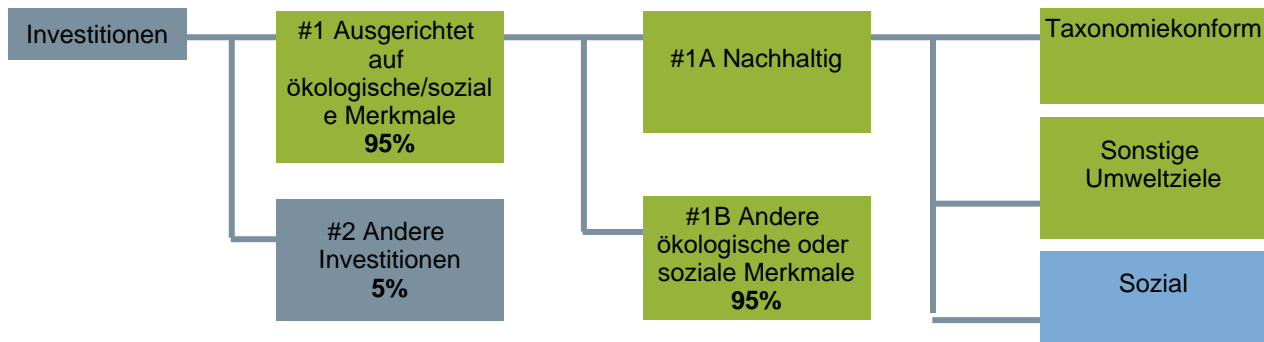 Investitionen
#1 Ausgerichtet
auf
ökologische/sozial
e Merkmale
95%
#2 Andere
Investitionen
5%
#1A Nachhaltig
#1B Andere
ökologische oder
soziale Merkmale
95%
Taxonomiekonform
Sonstige
Umweltziele
Sozial